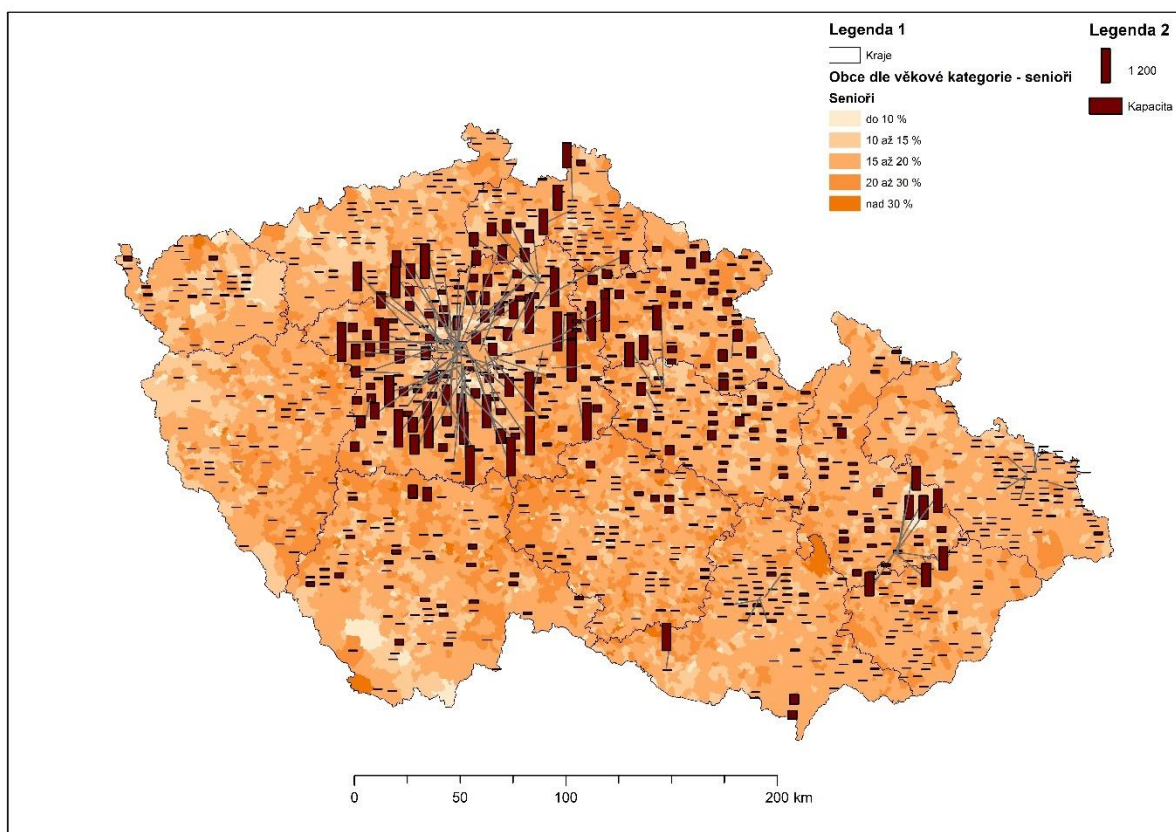 Legenda 1
Kraje
Obce dle věkové kategorie - senioři
Senioři
do 10 %
10 až 15 %
15 až 20 %
20 až 30 %
nad 30 %
Legenda 2
1 200
Kapacita
0 50 100 200 km